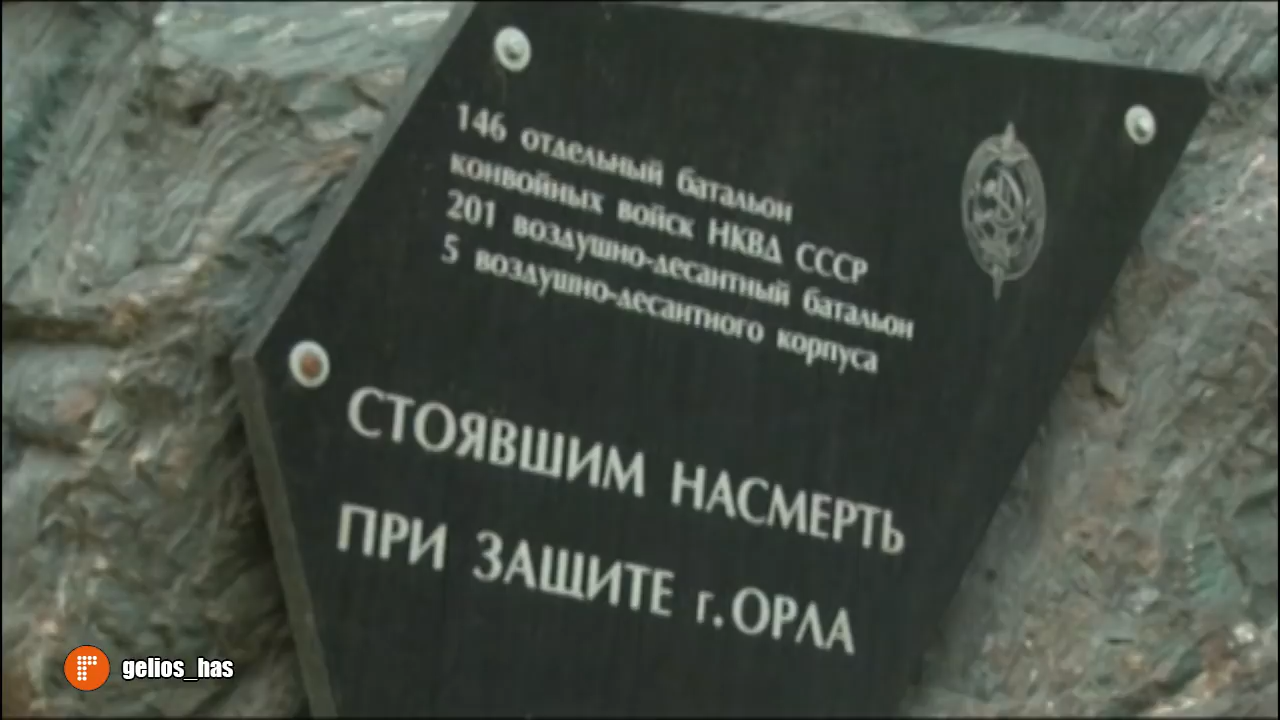 146 отдельный батальон
конвойных войск НКВД СССР
201 воздушно-десантный батальон
5 воздушно-десантного корпуса
СТОЯВШИМ НАСМЕРТЬ
ПРИ ЗАЩИТЕ г. ОРЛА
gelios_has